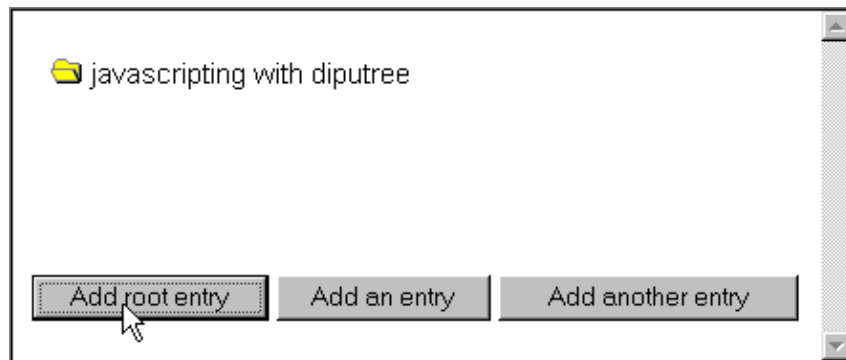 javascripting with diputree
Add root entry Add an entry Add another entry